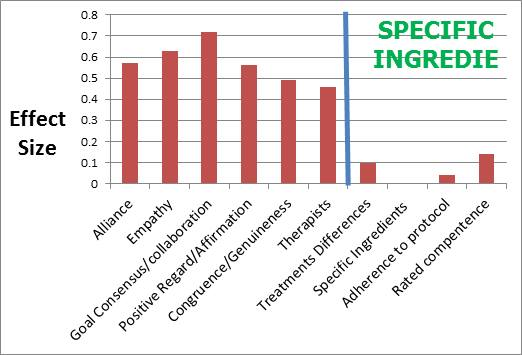 SPECIFIC
INGREDIE
Effect
Size
0.8
0.7
0.6
0.5
0.4
0.3
0.2
0.1
0
Alliance
Empathy
Goal Consensus/collaboration
Positive Regard/Affirmation
Congruence/Genuineness
Therapists
Treatments Differences
Specific Ingredients
Adherence to protocol
Rated compentence